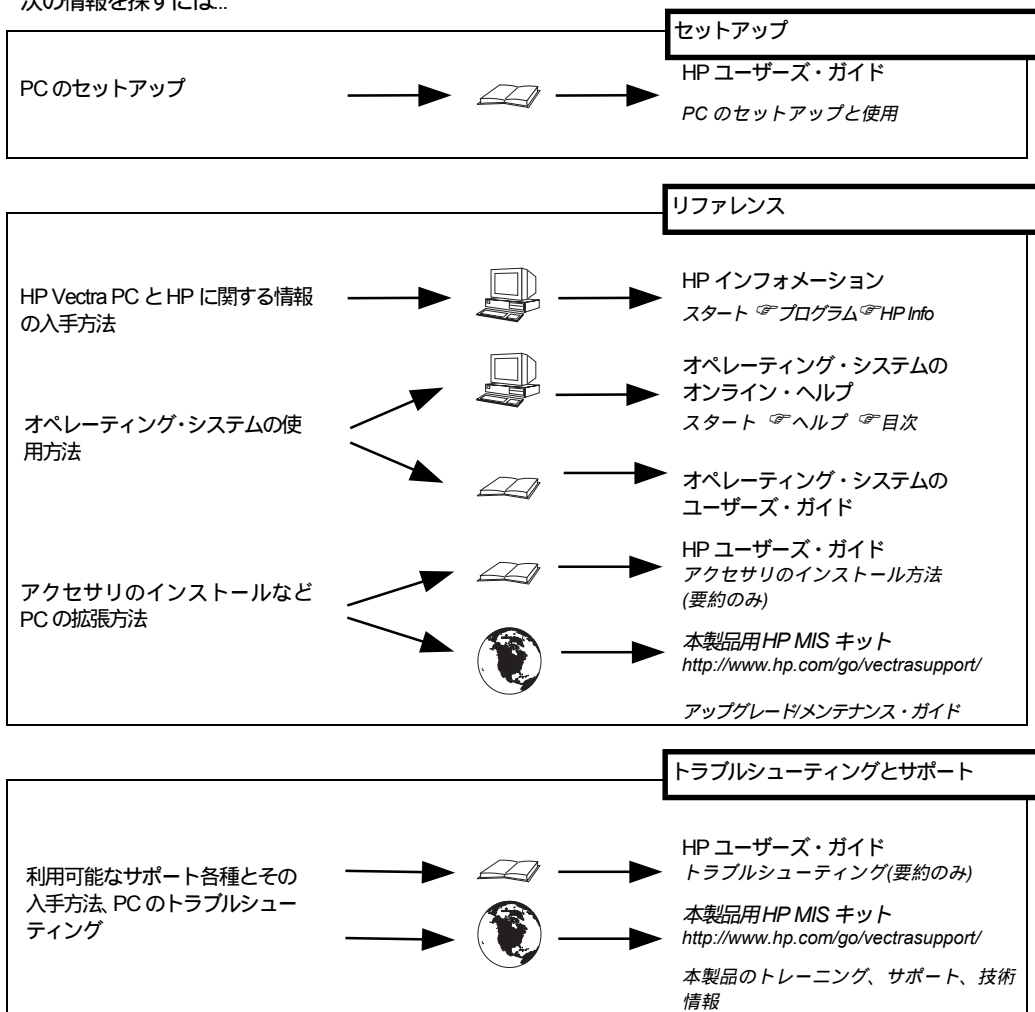 次の情報を探すには...
セットアップ
PC のセットアップ
HP ユーザーズ・ガイド
PC のセットアップと使用
リファレンス
HP Vectra PC と HP に関する情報
の入手方法
HP インフォメーション
スタート ☞プログラム☞HP Info
オペレーティング・システムの使
用方法
オペレーティング・システムの
オンライン・ヘルプ
スタート ☞ヘルプ ☞目次
オペレーティング・システムの
ユーザーズ・ガイド
アクセサリのインストールなど
PC の拡張方法
HP ユーザーズ・ガイド
アクセサリのインストール方法
(要約のみ)
本製品用 HP MIS キット
http://www.hp.com/go/vectrasupport/
アップグレード/メンテナンス・ガイド
トラブルシューティングとサポート
利用可能なサポート各種とその
入手方法、PC のトラブルシュー
ティング
HP ユーザーズ・ガイド
トラブルシューティング(要約のみ)
本製品用 HP MIS キット
http://www.hp.com/go/vectrasupport/
本製品のトレーニング、サポート、技術
情報